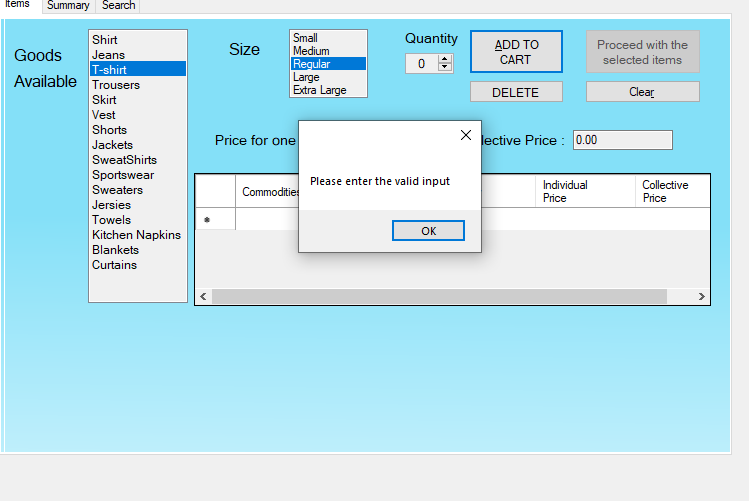 Items Summary Search
Goods
Available
Shirt
Jeans
T-shirt
Trousers
Skirt
Vest
Shorts
Jackets
SweatShirts
Sportswear
Sweaters
Jersies
Towels
Kitchen Napkins
Blankets
Curtains
Size
Small
Medium
Regular
Large
Extra Large
Quantity
0
ADD TO
CART
DELETE
Proceed with the
selected items
Clear
Price for one
lective Price :
0.00
Please enter the valid input
OK
Commodities
Individual
Price
Collective
Price